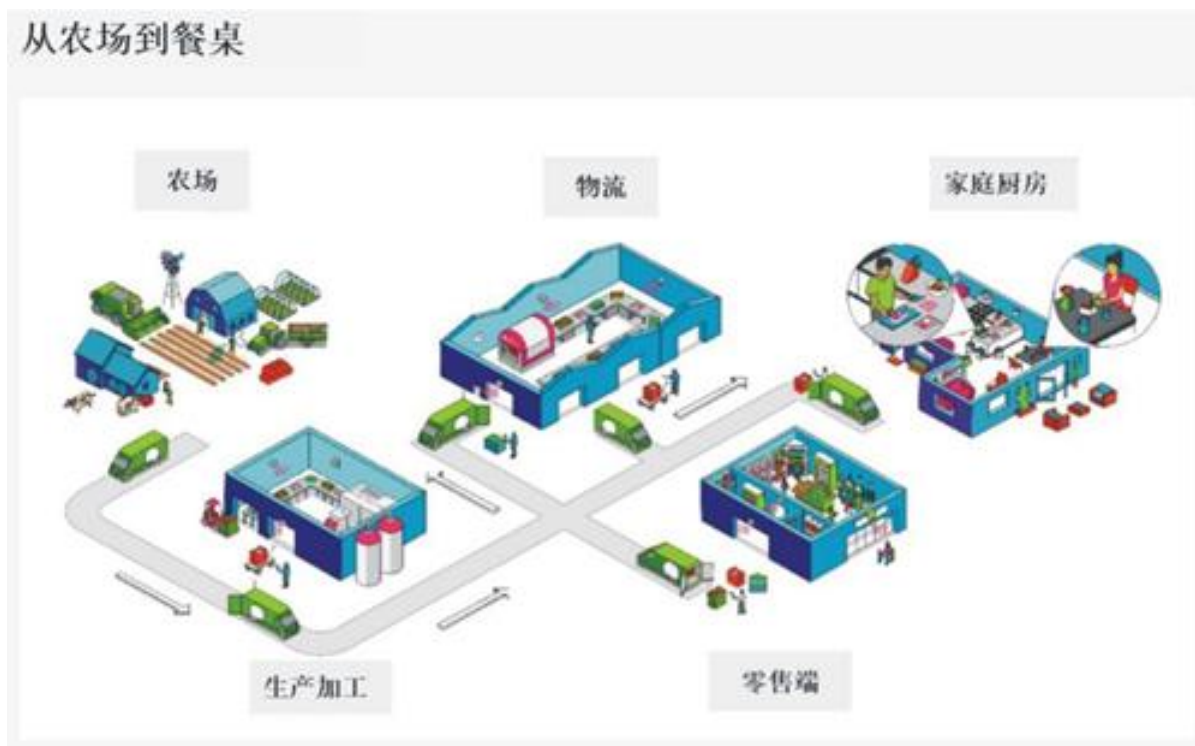 从农场到餐桌
农场
物流
家庭厨房
生产加工
零售端